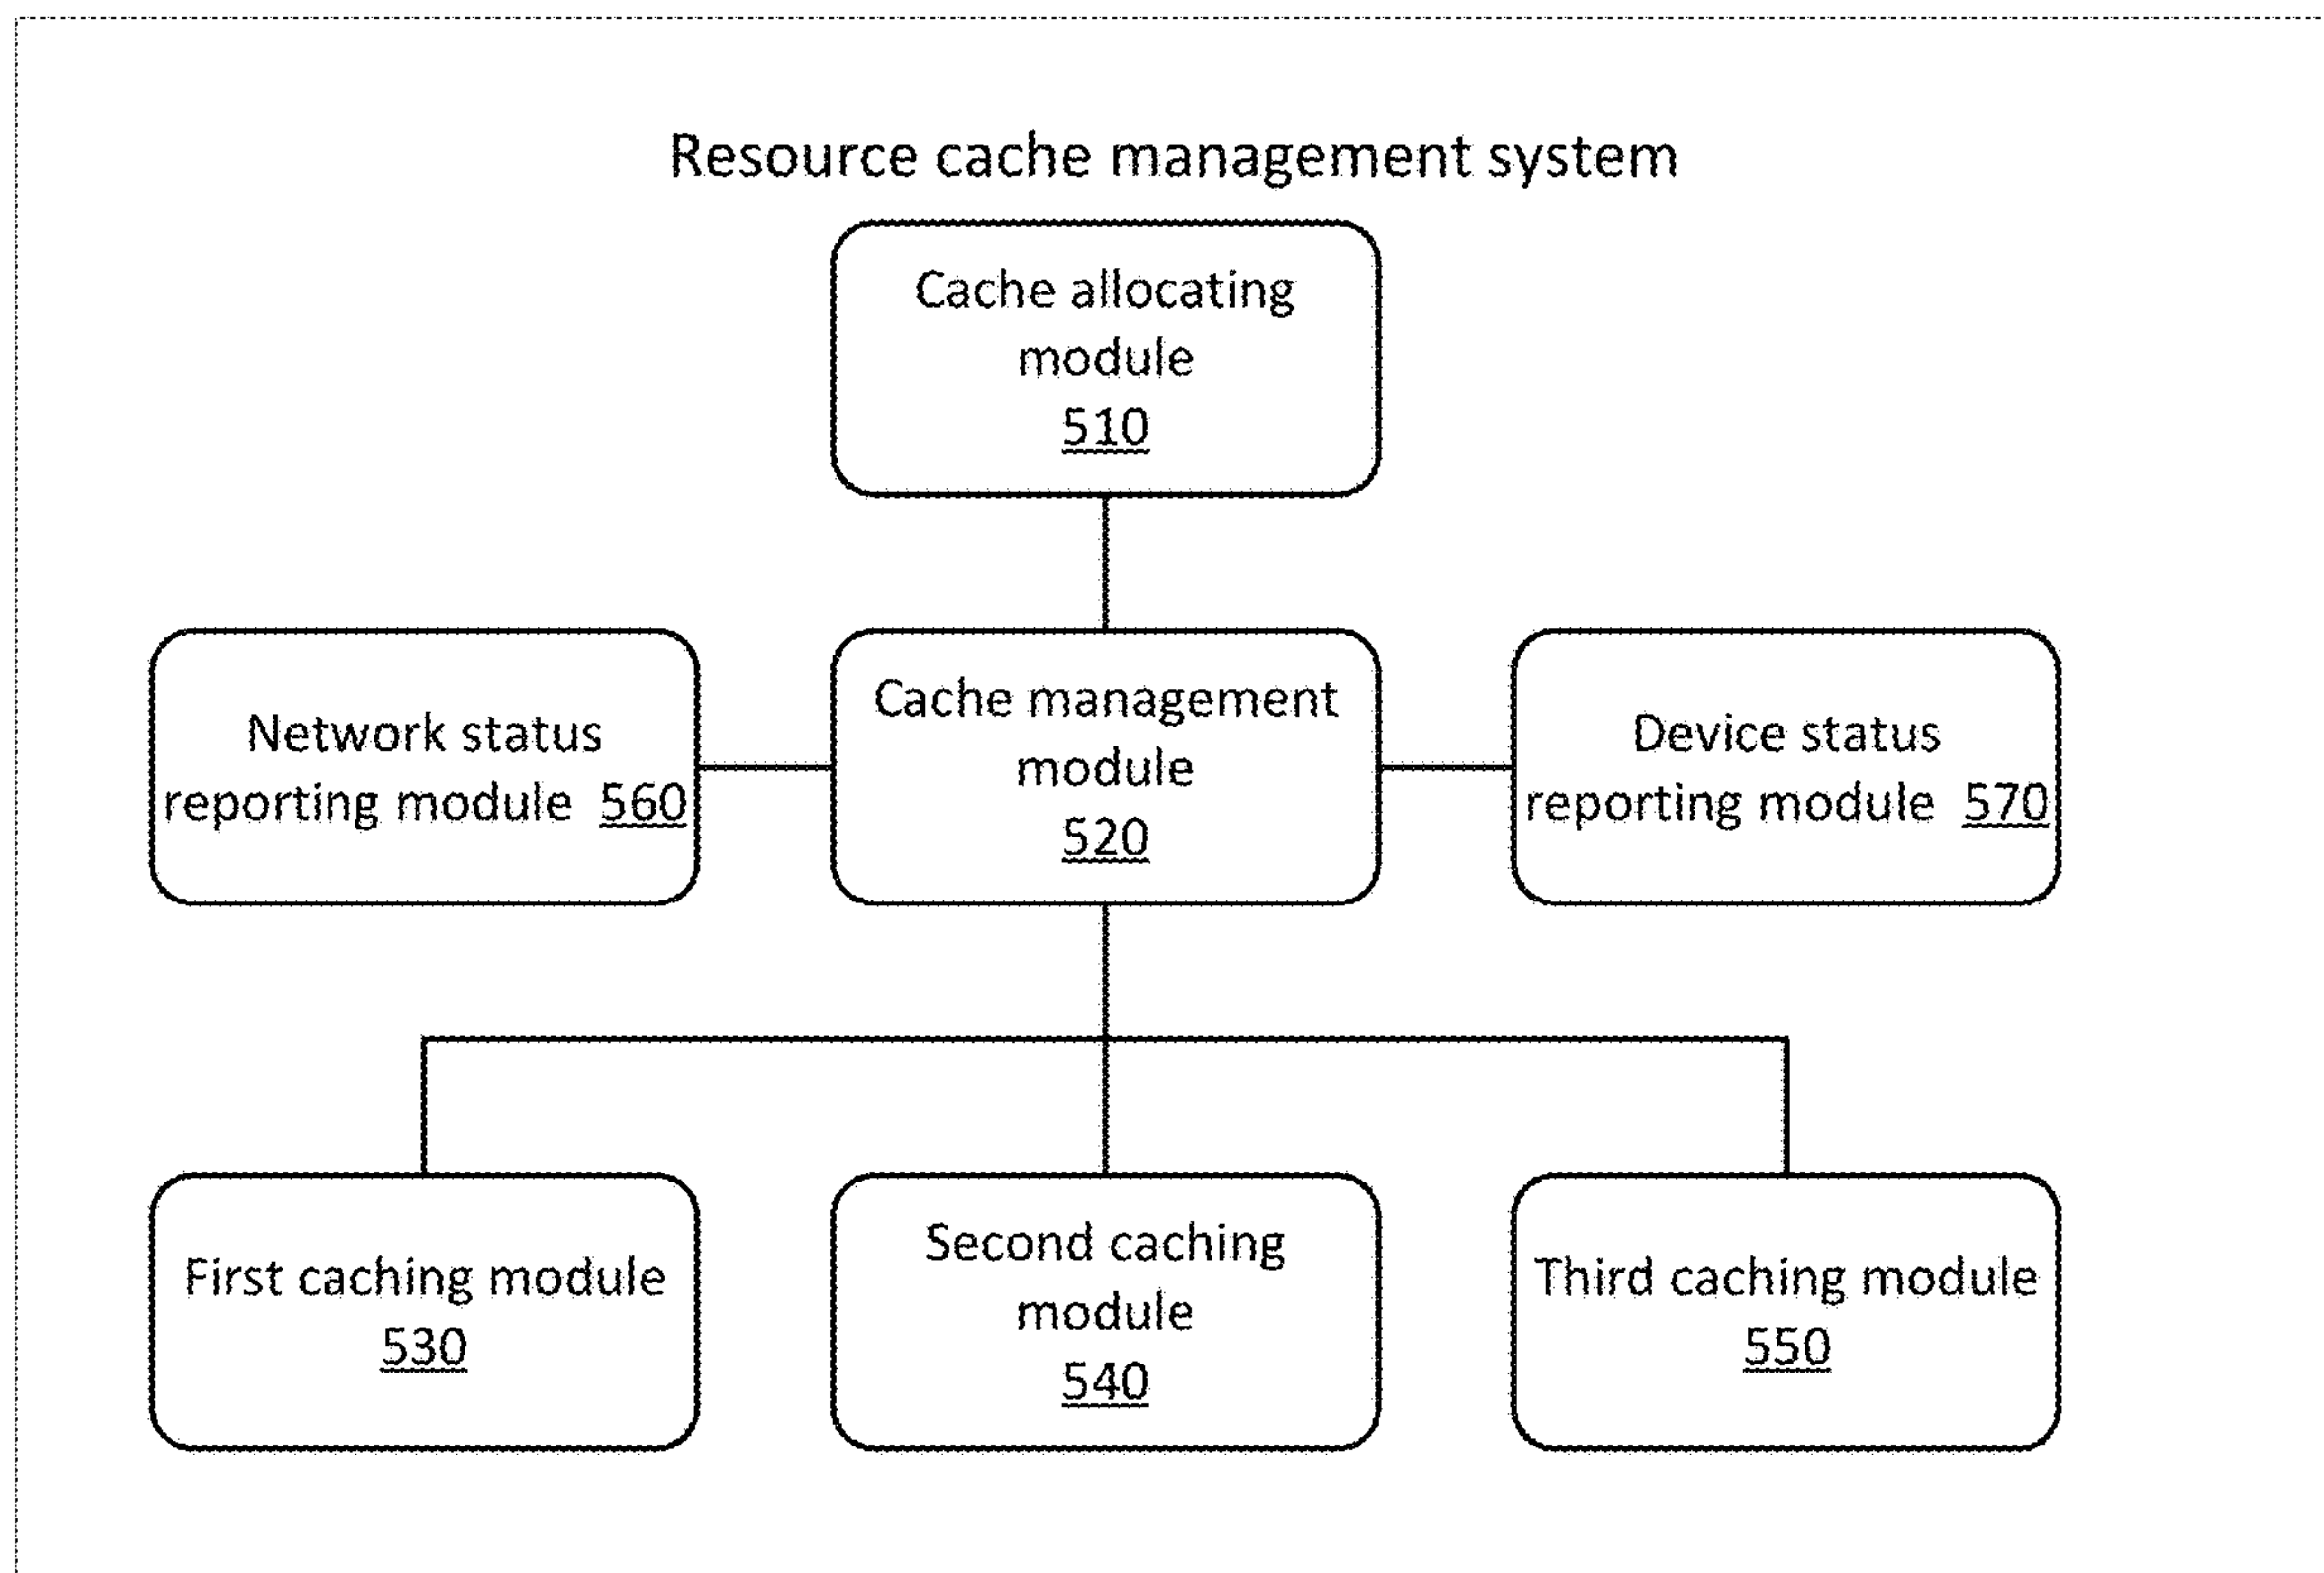 Resource cache management system
Cache allocating
module
510
Network status
reporting module 560
Cache management
module
520
Device status
reporting module 570
First caching module
530
Second caching
module
540
Third caching module
550